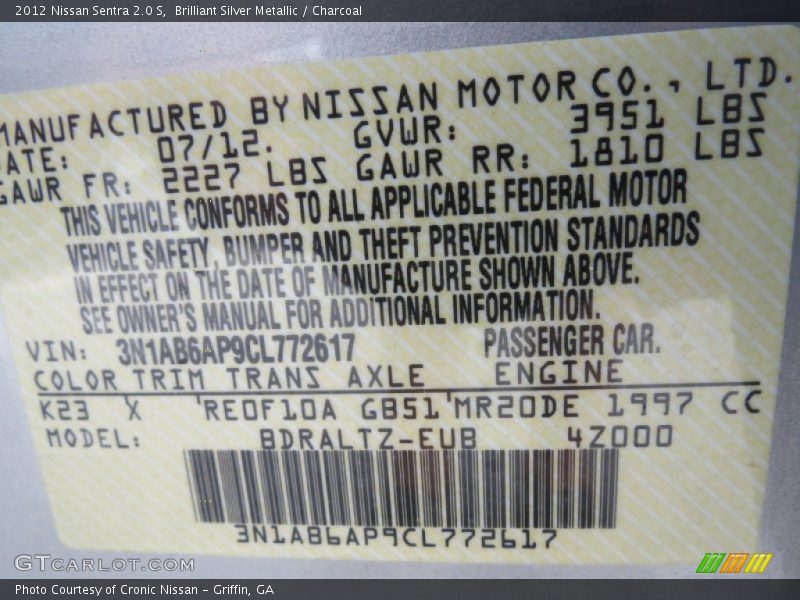 2012 Nissan Sentra 2.0 S,  Brilliant Silver Metallic / Charcoal
MANUFACTURED BY NISSAN MOTOR CO., LTD.
DATE: 07/12. GVWR: 3951 LBS
GAWR FR: 2227 LBS GAWR RR: 1810 LBS
THIS VEHICLE CONFORMS TO ALL APPLICABLE FEDERAL MOTOR
VEHICLE SAFETY, BUMPER AND THEFT PREVENTION STANDARDS
IN EFFECT ON THE DATE OF MANUFACTURE SHOWN ABOVE.
SEE OWNER'S MANUAL FOR ADDITIONAL INFORMATION.
VIN: 3N1AB6AP9CL772617 PASSENGER CAR.
COLOR TRIM TRANS AXLE ENGINE
K23 X RE0F10A GB51 MR20DE 1997 CC
MODEL: BDRALTZ-EUB 4Z000
3N1AB6AP9CL772617
GTCARLOT.COM
Photo Courtesy of Cronic Nissan – Griffin, GA